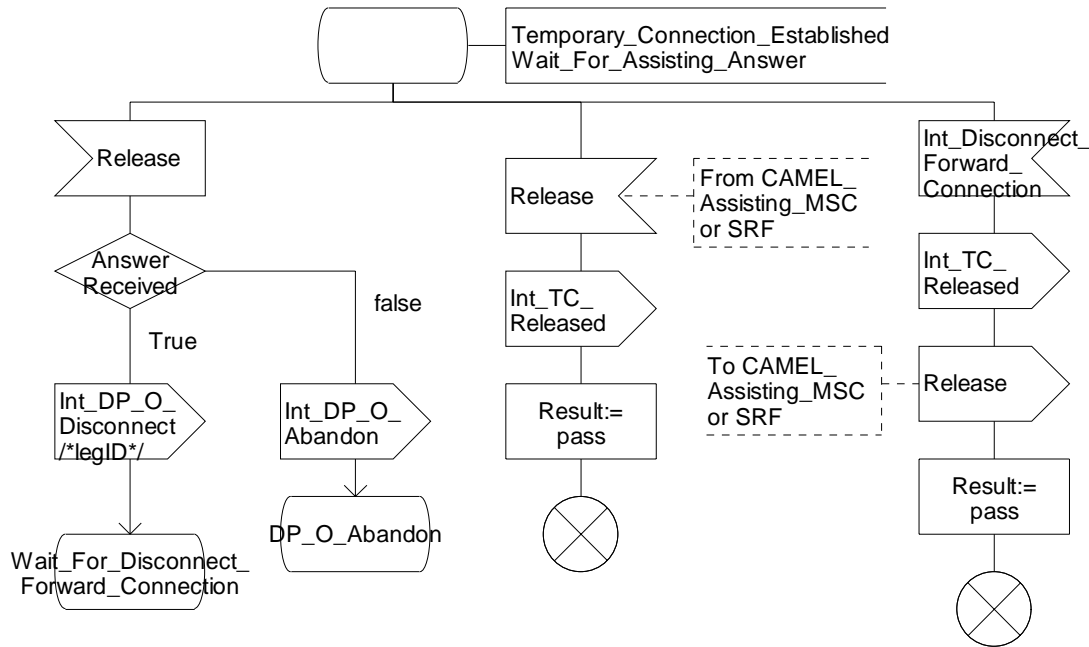 Temporary_Connection_Established
Wait_For_Assisting_Answer
Release
Answer
Received
True
false
Int_DP_O_
Disconnect
/*legID*/
Wait_For_Disconnect_
Forward_Connection
Int_DP_O_
Abandon
DP_O_Abandon
Release
From CAMEL_
Assisting_MSC
or SRF
Int_TC_
Released
Result:=
pass
Int_Disconnect_
Forward_
Connection
Int_TC_
Released
To CAMEL_
Assisting_MSC
or SRF
Release
Result:=
pass